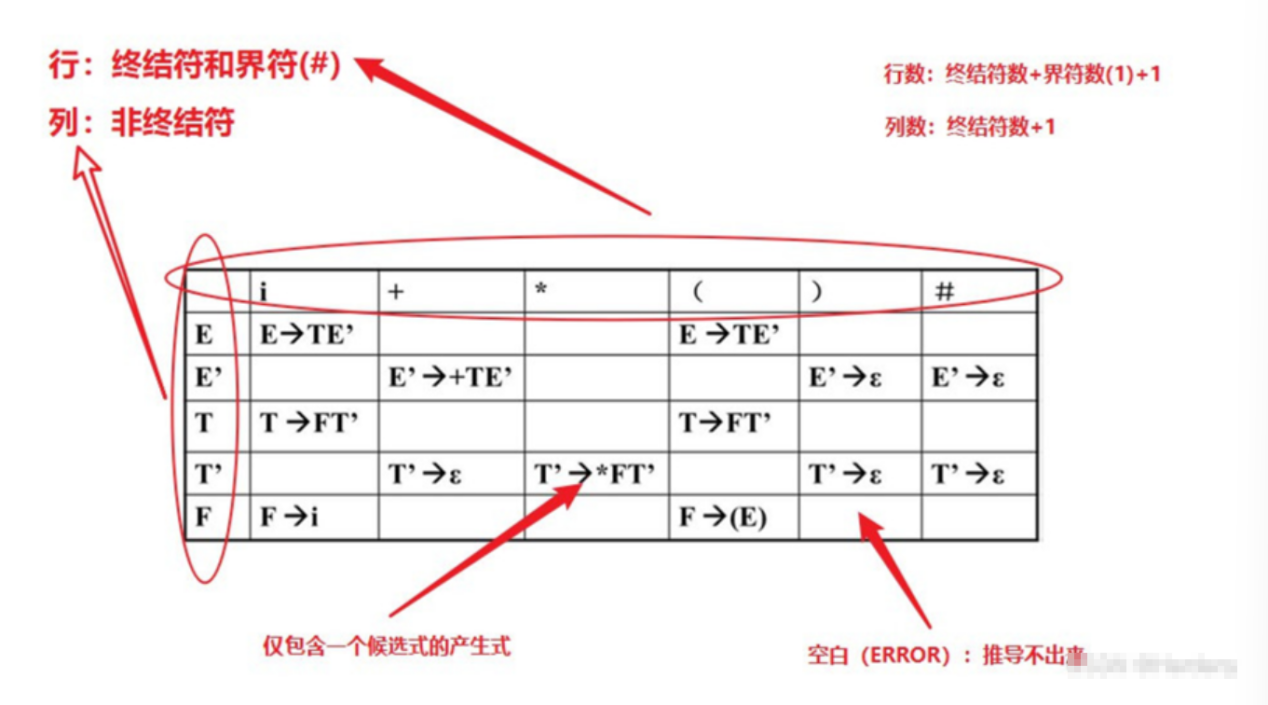 行：终结符和界符(#)
列：非终结符
行数：终结符数+界符数(1)+1
列数：终结符数+1
i + * ( ) #
E E→TE’ E →TE’
E’ E’→+TE’ E’→ε E’→ε
T T →FT’ T→FT’
T’ T’→ε T’→*FT’ T’→ε T’→ε
F F →i F →(E)
仅包含一个候选式的产生式
空白（ERROR）：推导不出来